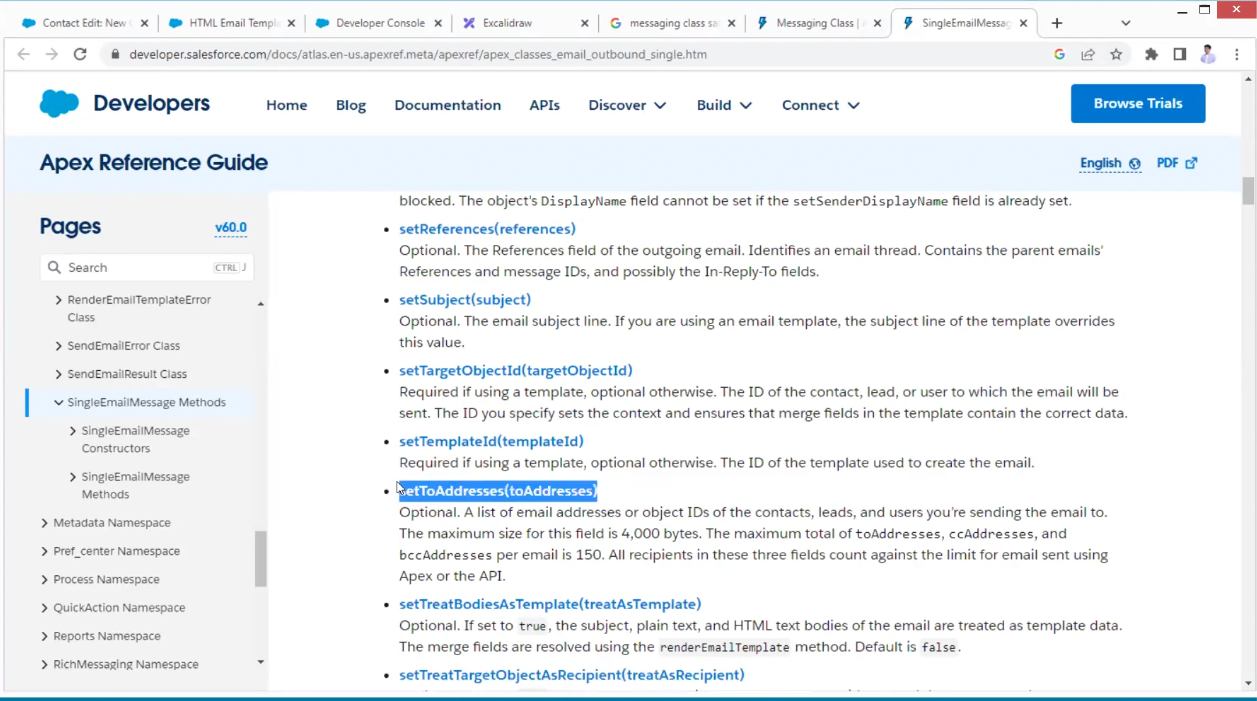 Contact Edit: New
HTML Email Templ
Developer Console
Excalidraw
messaging class sa
Messaging Class |
SingleEmailMessag
developer.salesforce.com/docs/atlas.en-us.apexref.meta/apexref/apex_classes_email_outbound_single.htm
Developers
Home
Blog
Documentation
APIs
Discover
Build
Connect
Browse Trials
Apex Reference Guide
English
PDF
Pages
v60.0
Search
CTRL J
RenderEmailTemplateError
Class
SendEmailError Class
SendEmailResult Class
SingleEmailMessage Methods
SingleEmailMessage
Constructors
SingleEmailMessage
Methods
Metadata Namespace
Pref_center Namespace
Process Namespace
QuickAction Namespace
Reports Namespace
RichMessaging Namespace
blocked. The object's DisplayName field cannot be set if the setSenderDisplayName field is already set.
• setReferences(references)
Optional. The References field of the outgoing email. Identifies an email thread. Contains the parent emails'
References and message IDs, and possibly the In-Reply-To fields.
• setSubject(subject)
Optional. The email subject line. If you are using an email template, the subject line of the template overrides
this value.
• setTargetObjectId(targetObjectId)
Required if using a template, optional otherwise. The ID of the contact, lead, or user to which the email will be
sent. The ID you specify sets the context and ensures that merge fields in the template contain the correct data.
• setTemplateId(templateId)
Required if using a template, optional otherwise. The ID of the template used to create the email.
• setToAddresses(toAddresses)
Optional. A list of email addresses or object IDs of the contacts, leads, and users you're sending the email to.
The maximum size for this field is 4,000 bytes. The maximum total of toAddresses, ccAddresses, and
bccAddresses per email is 150. All recipients in these three fields count against the limit for email sent using
Apex or the API.
• setTreatBodiesAsTemplate(treatAsTemplate)
Optional. If set to true, the subject, plain text, and HTML text bodies of the email are treated as template data.
The merge fields are resolved using the renderEmailTemplate method. Default is false.
• setTreatTargetObjectAsRecipient(treatAsRecipient)